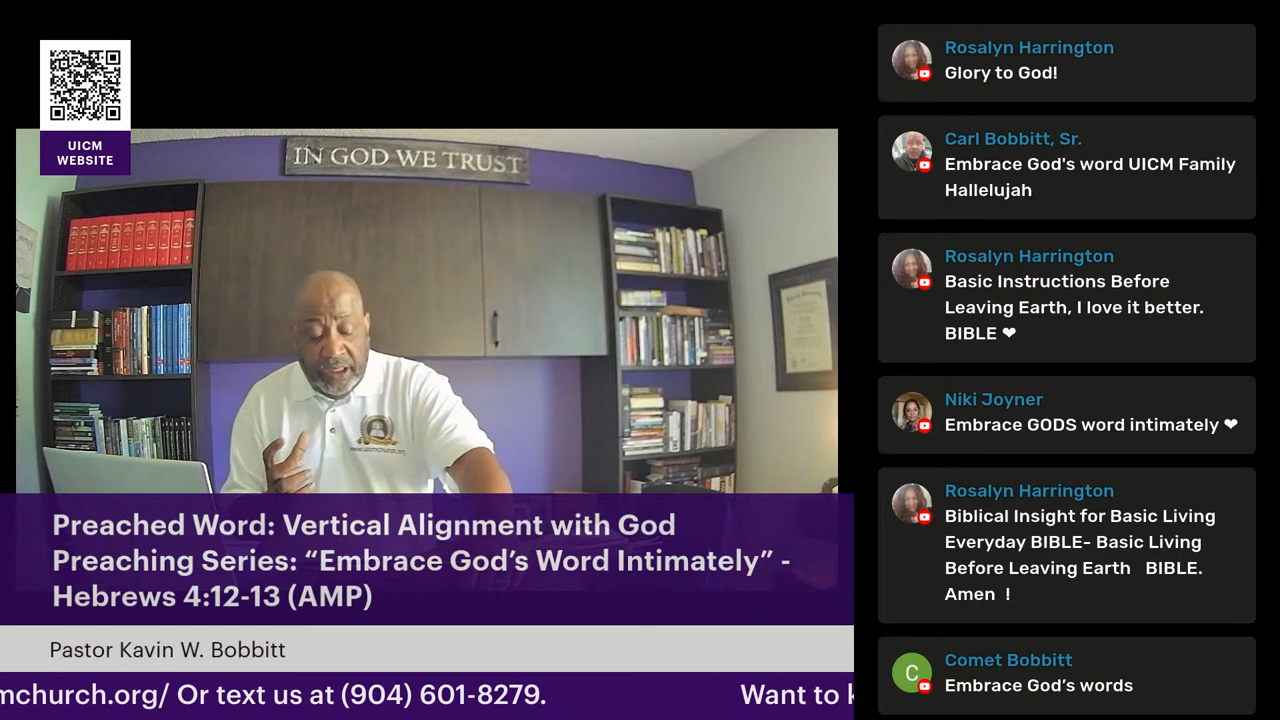 UICM
WEBSITE
IN GOD WE TRUST
www.uicmchurch.org
Preached Word: Vertical Alignment with God
Preaching Series: “Embrace God’s Word Intimately” -
Hebrews 4:12-13 (AMP)
Pastor Kavin W. Bobbitt
mchurch.org/ Or text us at (904) 601-8279.
Want to k
Rosalyn Harrington
Glory to God!
Carl Bobbitt, Sr.
Embrace God's word UICM Family
Hallelujah
Rosalyn Harrington
Basic Instructions Before
Leaving Earth, I love it better.
BIBLE ❤
Niki Joyner
Embrace GODS word intimately ❤
Rosalyn Harrington
Biblical Insight for Basic Living
Everyday BIBLE- Basic Living
Before Leaving Earth BIBLE.
Amen !
C
Comet Bobbitt
Embrace God’s words